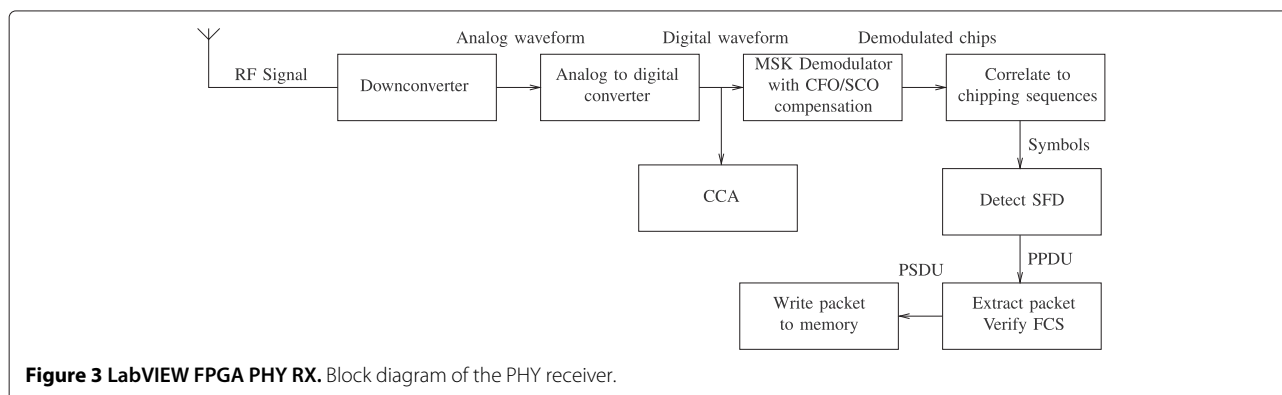 Analog waveform
Digital waveform
Demodulated chips
RF Signal
Downconverter
Analog to digital
converter
MSK Demodulator
with CFO/SCO
compensation
Correlate to
chipping sequences
Symbols
CCA
Detect SFD
PPDU
PSDU
Write packet
to memory
Extract packet
Verify FCS
Figure 3 LabVIEW FPGA PHY RX. Block diagram of the PHY receiver.